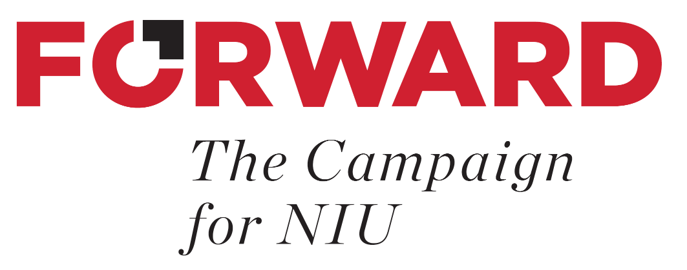 FORWARD
The Campaign
for NIU